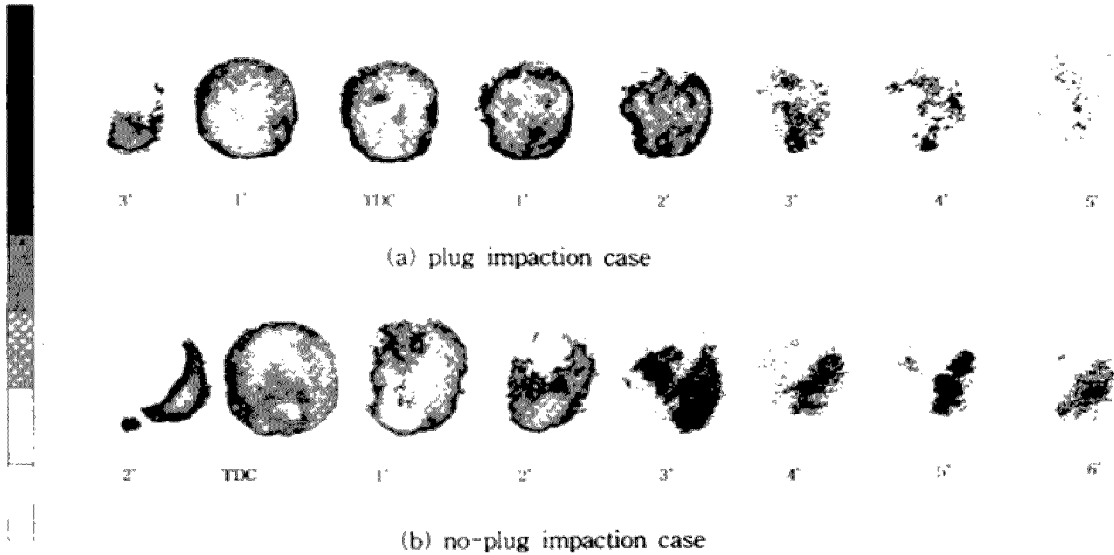 3° 1° TDC 1° 2° 3° 4° 5°
(a) plug impaction case
2° TDC 1° 2° 3° 4° 5° 6°
(b) no-plug impaction case